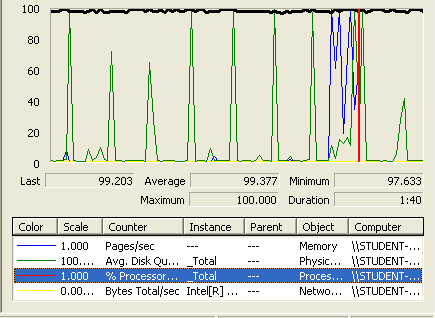 100
80
60
40
20
0
Last 99.203 Average 99.377 Minimum 97.633
Maximum 100.000 Duration 1:40
Color Scale Counter Instance Parent Object Computer
1.000 Pages/sec --- --- Memory \\STUDENT-...
100.... Avg. Disk Qu... _Total --- Physic... \\STUDENT-...
1.000 % Processor... _Total --- Proces... \\STUDENT-...
0.00... Bytes Total/sec Intel[R] ... --- Netwo... \\STUDENT-...